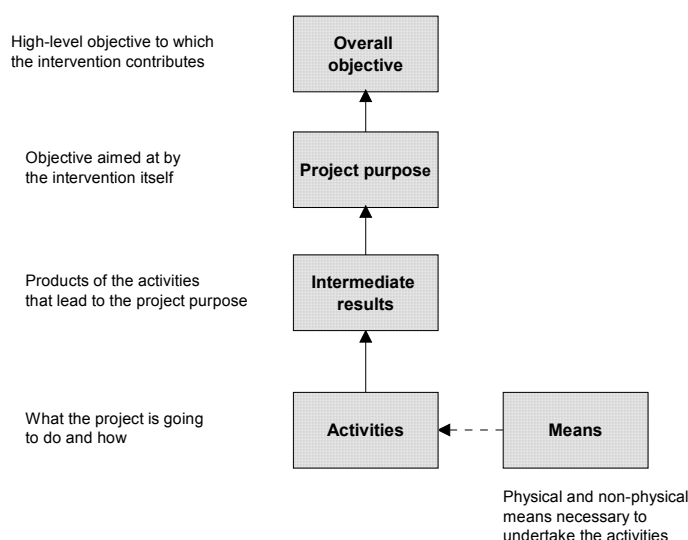 High-level objective to which
the intervention contributes
Overall
objective
Objective aimed at by
the intervention itself
Project purpose
Products of the activities
that lead to the project purpose
Intermediate
results
What the project is going
to do and how
Activities
Means
Physical and non-physical
means necessary to
undertake the activities